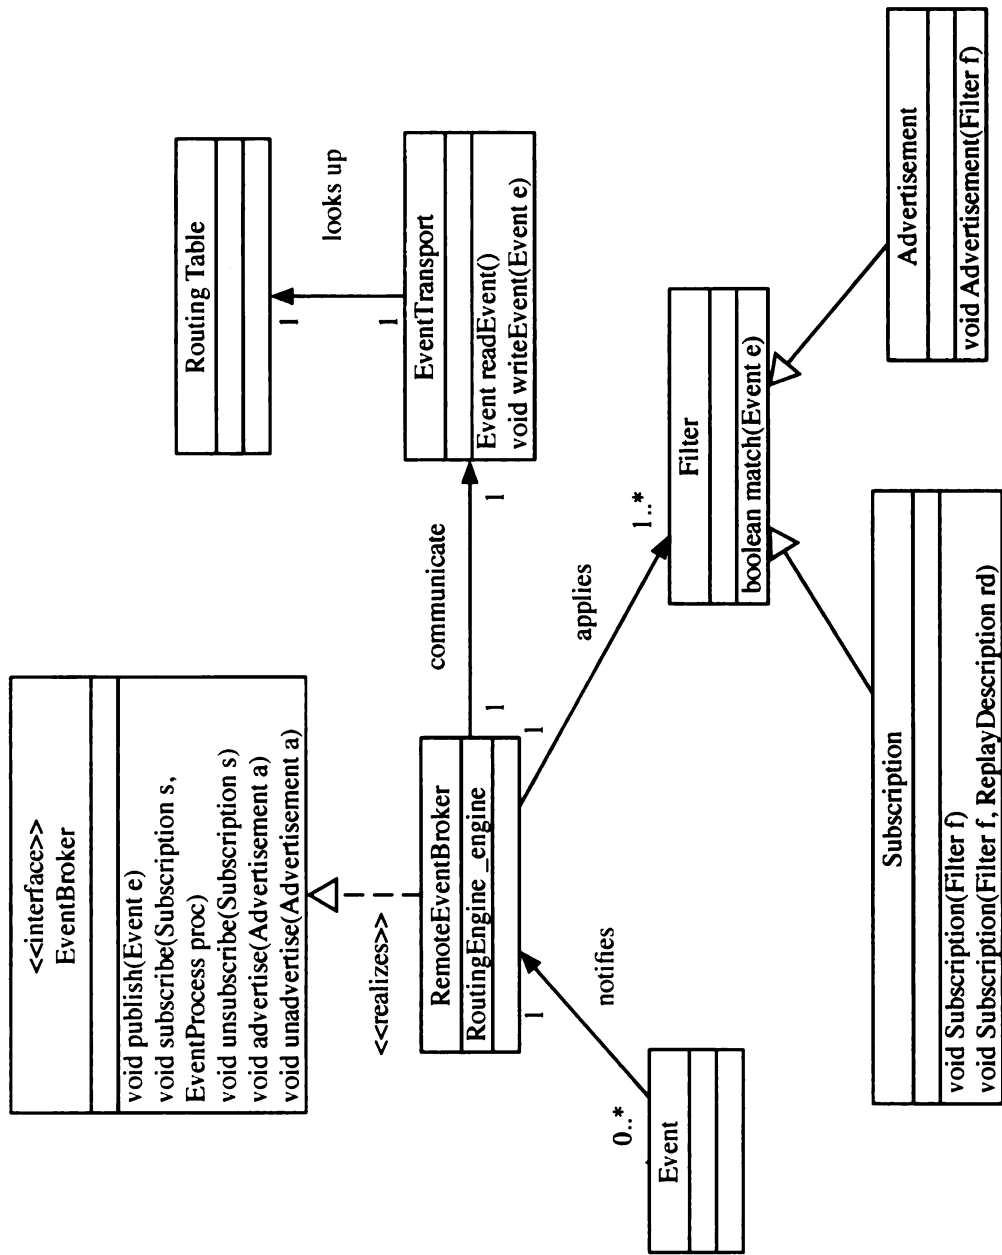 <<interface>>
EventBroker
void publish(Event e)
void subscribe(Subscription s,
EventProcess proc)
void unsubscribe(Subscription s)
void advertise(Advertisement a)
void unadvertise(Advertisement a)
<<realizes>>
Routing Table
1
looks up
1
EventTransport
Event readEvent()
void writeEvent(Event e)
communicate
1
1
RemoteEventBroker
RoutingEngine _engine
1
1
notifies
0..*
Event
applies
1..*
Filter
boolean match(Event e)
Subscription
void Subscription(Filter f)
void Subscription(Filter f, ReplayDescription rd)
Advertisement
void Advertisement(Filter f)